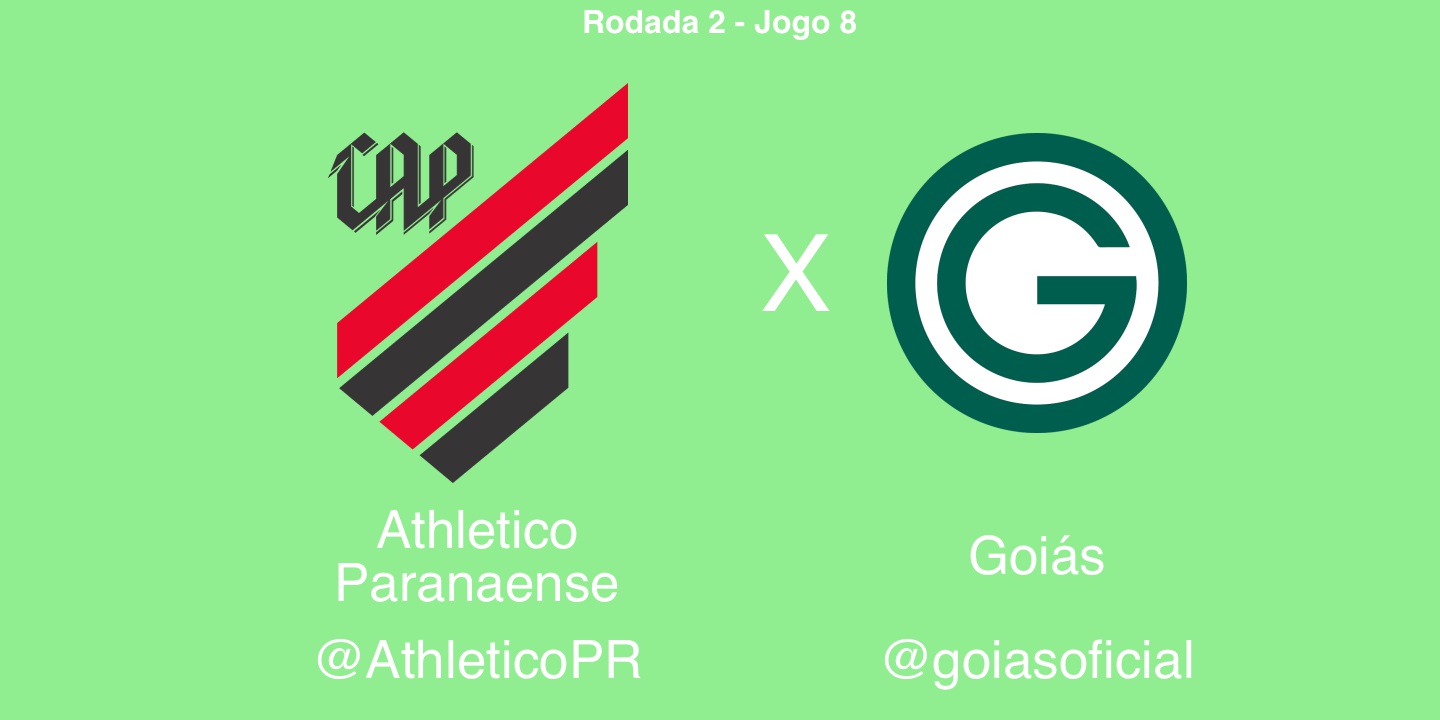 Rodada 2 - Jogo 8
CAP
X
G
Athletico
Paranaense
Goiás
@AthleticoPR
@goiasoficial